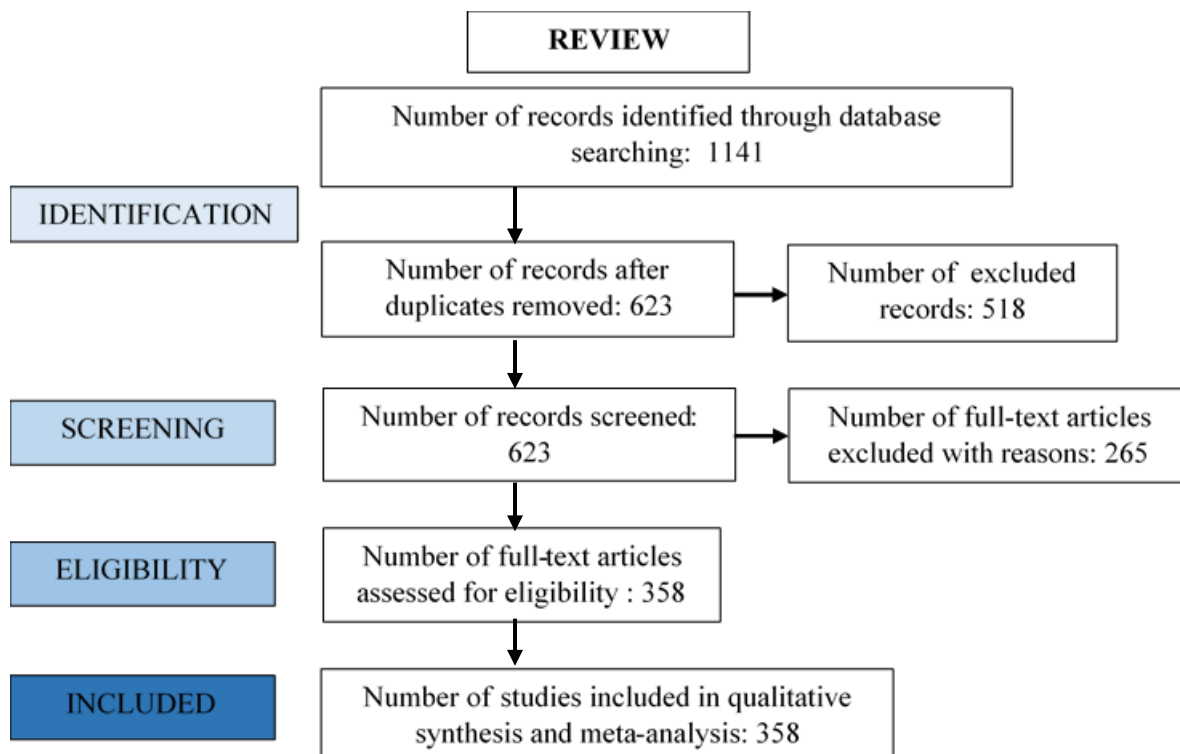 REVIEW
Number of records identified through database
searching: 1141
IDENTIFICATION
Number of records after
duplicates removed: 623
Number of excluded
records: 518
SCREENING
Number of records screened:
623
Number of full-text articles
excluded with reasons: 265
ELIGIBILITY
Number of full-text articles
assessed for eligibility : 358
INCLUDED
Number of studies included in qualitative
synthesis and meta-analysis: 358